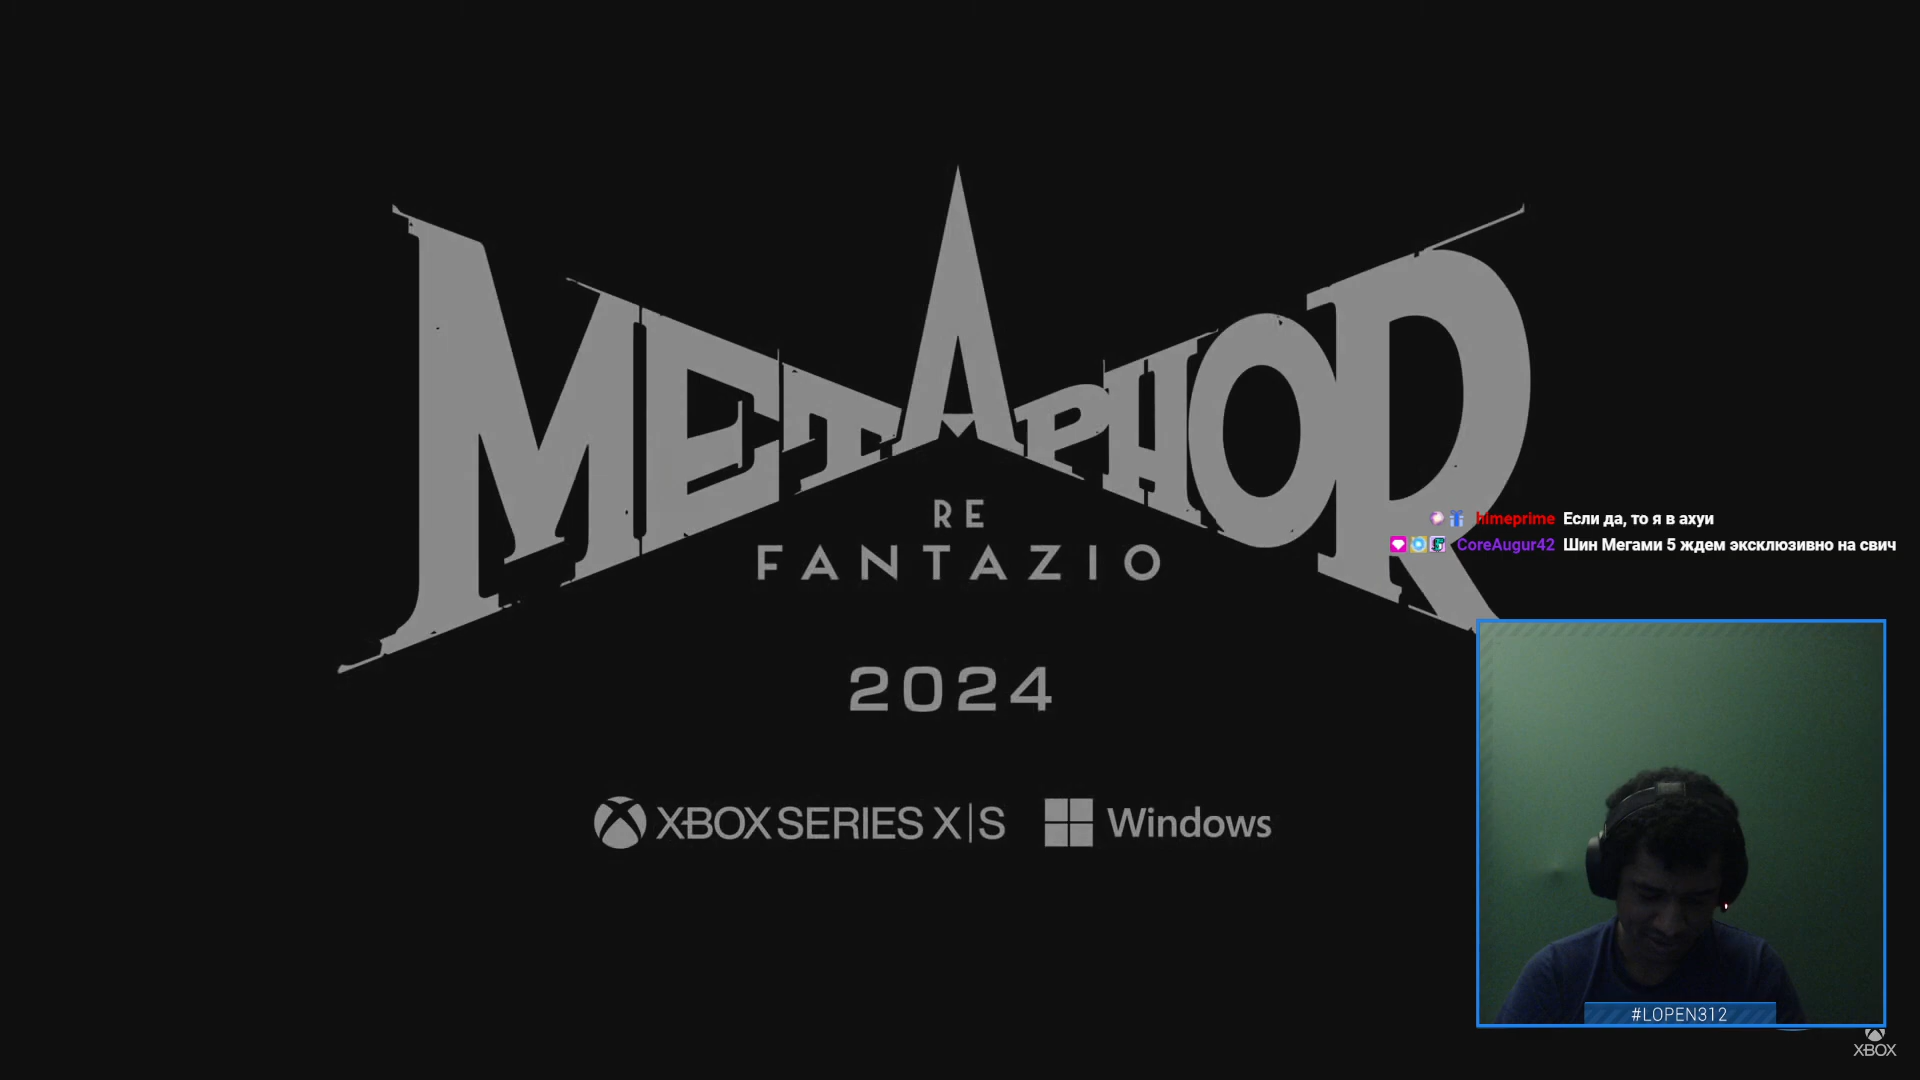 METAPHOR
RE
FANTAZIO
2024
XBOX SERIES X|S
Windows
himeprime Если да, то я в ахуи
CoreAugur42 Шин Мегами 5 ждем эксклюзивно на свич
#LOPEN312
XBOX